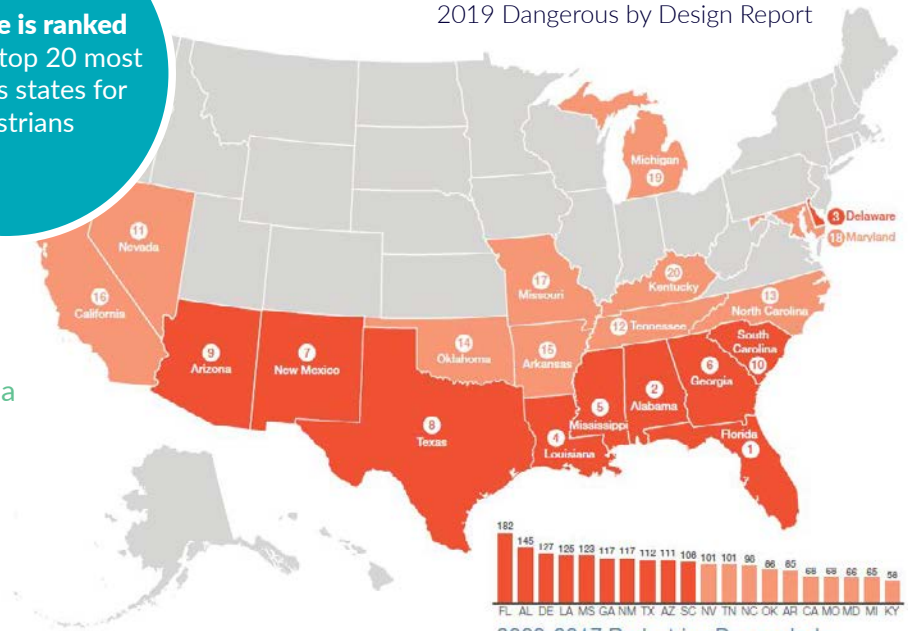 e is ranked
top 20 most
s states for
strians
2019 Dangerous by Design Report
a
Michigan
19
3 Delaware
18 Maryland
11
Nevada
17
Missouri
20
Kentucky
16
California
13
North Carolina
12 Tennessee
14
Oklahoma
15
Arkansas
South
Carolina
10
9
Arizona
7
New Mexico
6
Georgia
2
Alabama
5
Mississippi
8
Texas
4
Louisiana
Florida
1
182 145 127 125 123 117 117 112 111 108 101 101 98 86 85 68 68 66 65 58
FL AL DE LA MS GA NM TX AZ SC NV TN NC OK AR CA MO MD MI KY